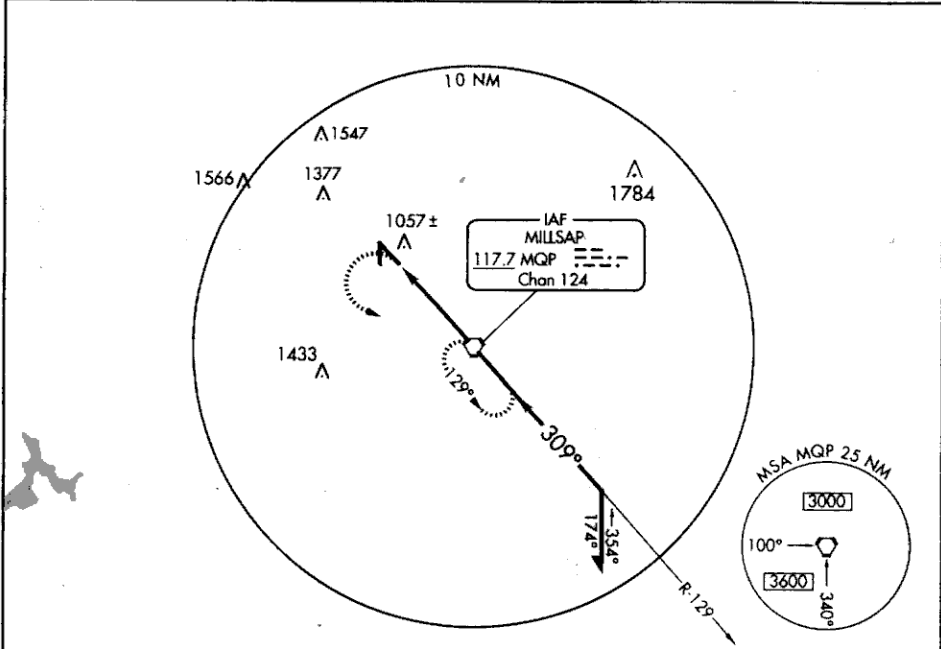 10 NM
1547
1566
1377
1784
1057 ±
IAF
MILLSAP
117.7 MQP
Chan 124
1433
129°
309°
174°
354°
R-129
MSA MQP 25 NM
3000
100°
3600
340°